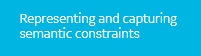 Representing and capturing
semantic constraints